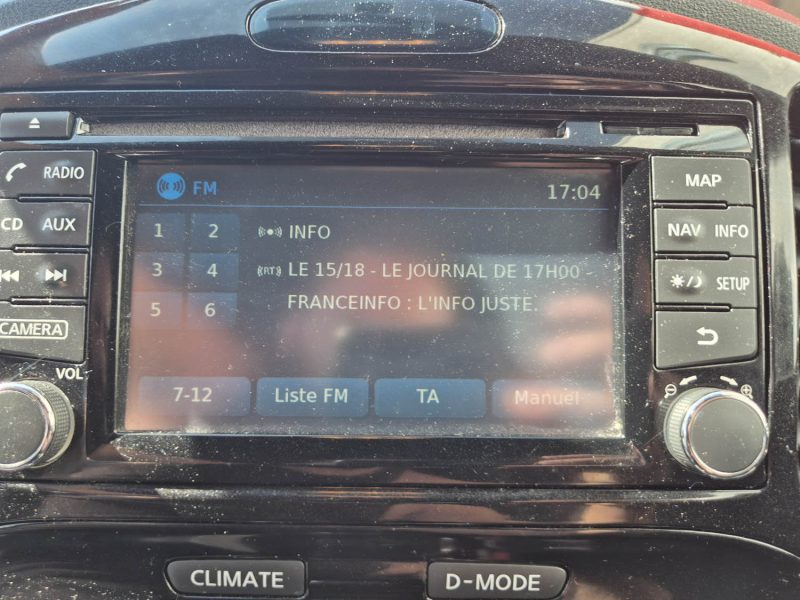 FM 17:04
RADIO MAP
CD AUX
1 2 INFO
NAV INFO
3 4 (RT) LE 15/18 - LE JOURNAL DE 17H00 -
SETUP
5 6 FRANCEINFO : L'INFO JUSTE.
CAMERA
VOL
7-12 Liste FM TA Manuel
CLIMATE D-MODE